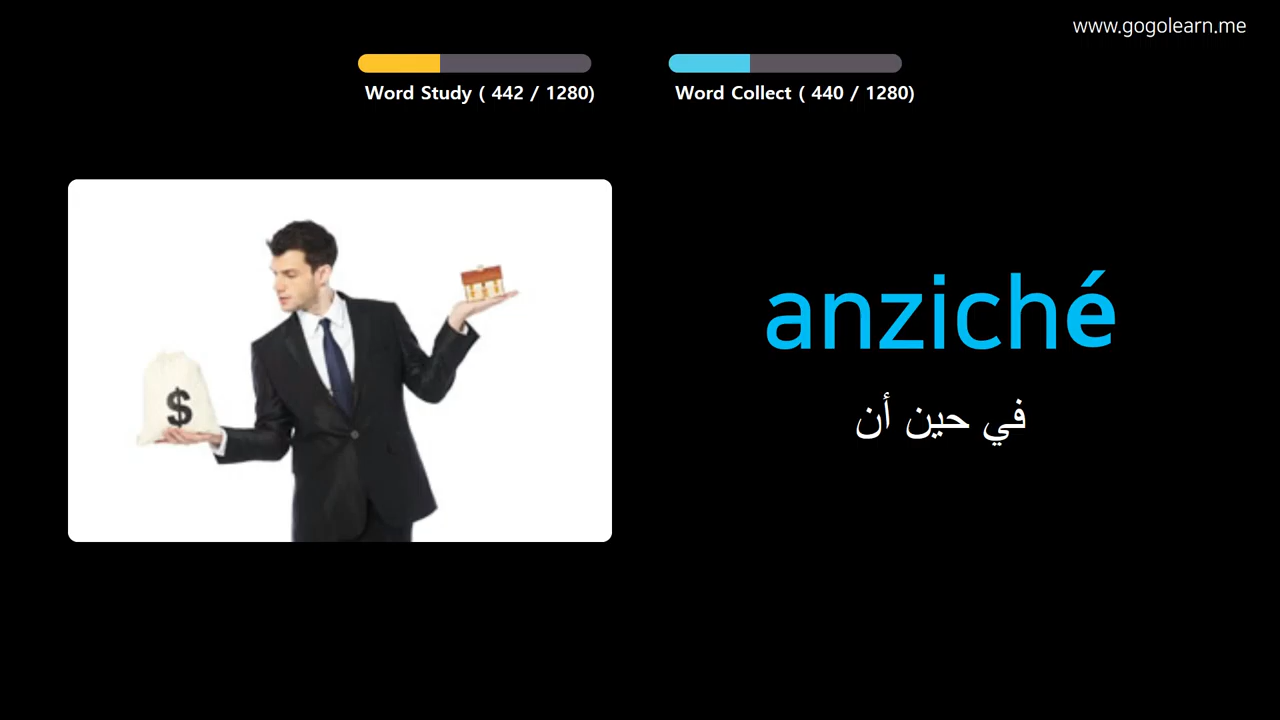 www.gogolearn.me
Word Study ( 442 / 1280)
Word Collect ( 440 / 1280)
$
anziché
في حين أن